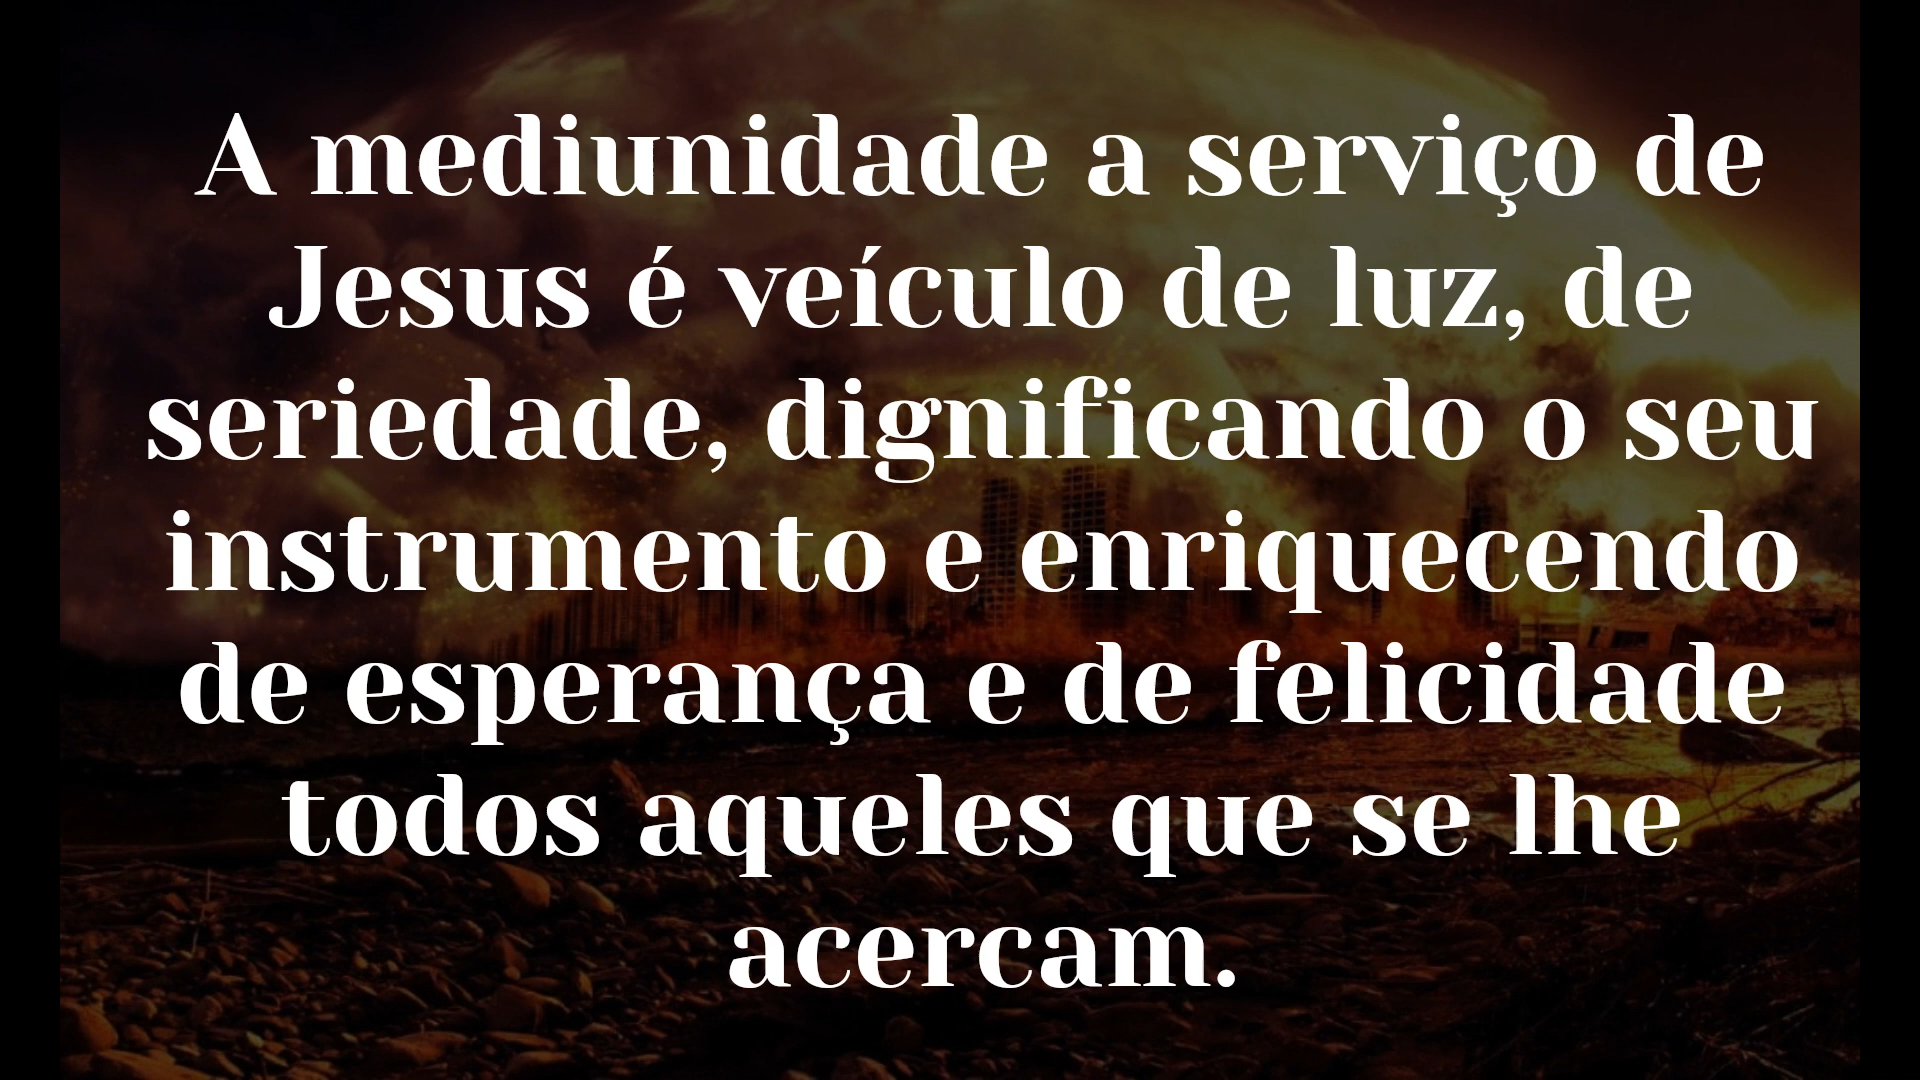 A mediunidade a serviço de
Jesus é veículo de luz, de
seriedade, dignificando o seu
instrumento e enriquecendo
de esperança e de felicidade
todos aqueles que se lhe
acercam.